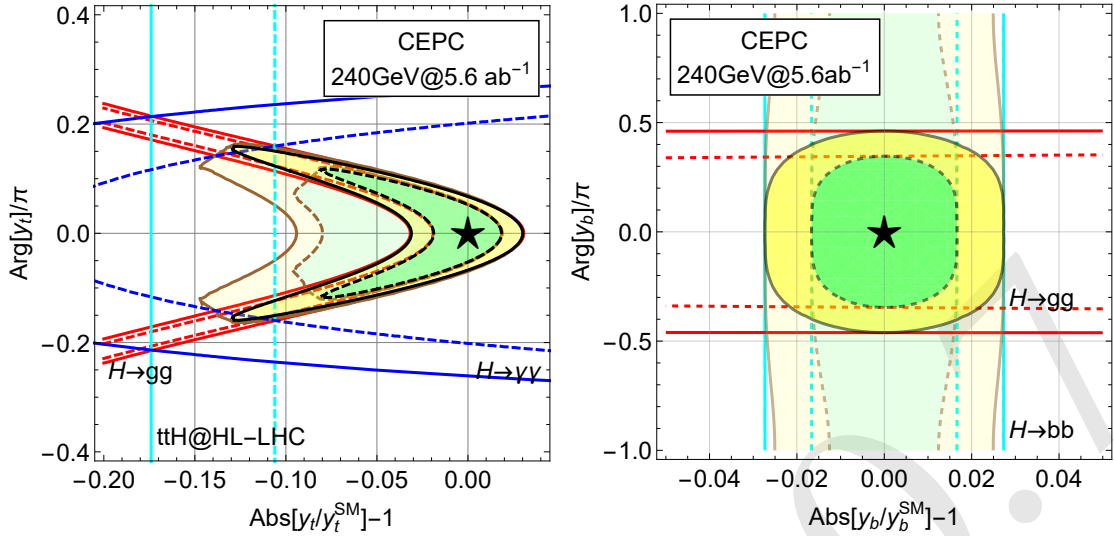 CEPC
240GeV@5.6 ab⁻¹
H→gg
H→γγ
ttH@HL−LHC
0.4
0.2
0.0
−0.2
−0.4
Arg[yₜ]/π
−0.20
−0.15
−0.10
−0.05
0.00
Abs[yₜ/yₜ^SM]−1
CEPC
240GeV@5.6ab⁻¹
H→gg
H→bb
1.0
0.5
0.0
−0.5
−1.0
Arg[y_b]/π
−0.04
−0.02
0.00
0.02
0.04
Abs[y_b/y_b^SM]−1